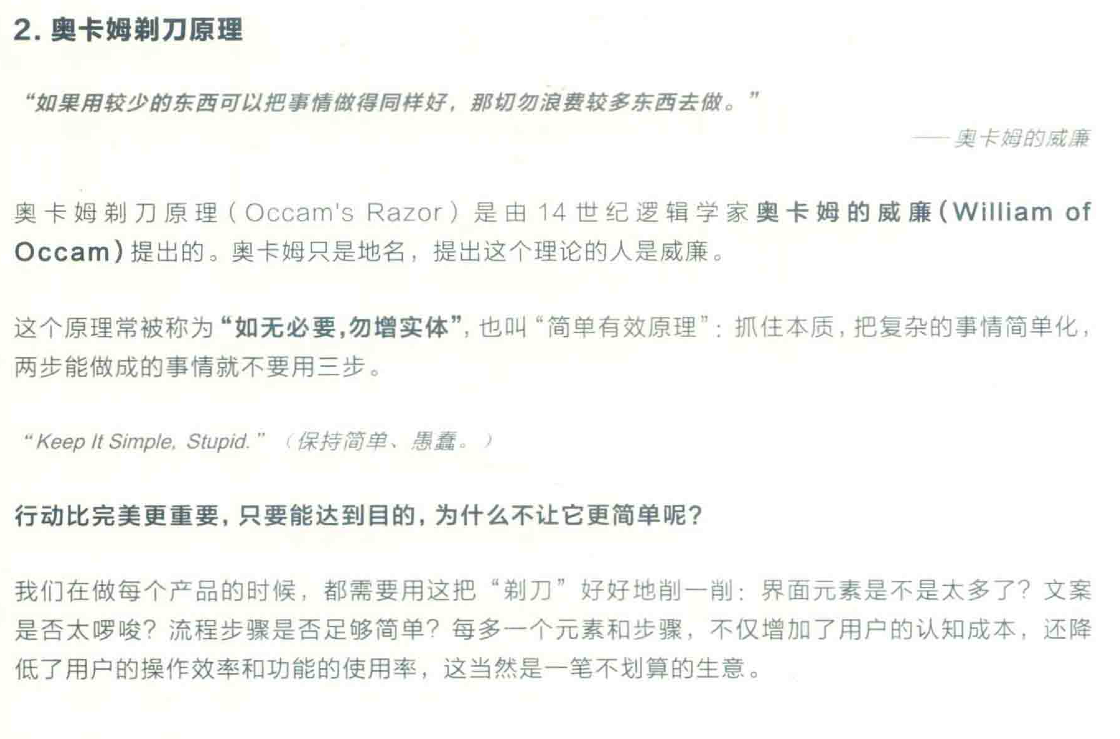 2. 奥卡姆剃刀原理
“如果用较少的东西可以把事情做得同样好，那切勿浪费较多东西去做。”
—— 奥卡姆的威廉
奥卡姆剃刀原理（Occam's Razor）是由14世纪逻辑学家奥卡姆的威廉(William of
Occam)提出的。奥卡姆只是地名，提出这个理论的人是威廉。
这个原理常被称为“如无必要,勿增实体”，也叫“简单有效原理”：抓住本质，把复杂的事情简单化，
两步能做成的事情就不要用三步。
“Keep It Simple, Stupid.”（保持简单、愚蠢。）
行动比完美更重要，只要能达到目的，为什么不让它更简单呢？
我们在做每个产品的时候，都需要用这把“剃刀”好好地削一削：界面元素是不是太多了？文案
是否太啰唆？流程步骤是否足够简单？每多一个元素和步骤，不仅增加了用户的认知成本，还降
低了用户的操作效率和功能的使用率，这当然是一笔不划算的生意。